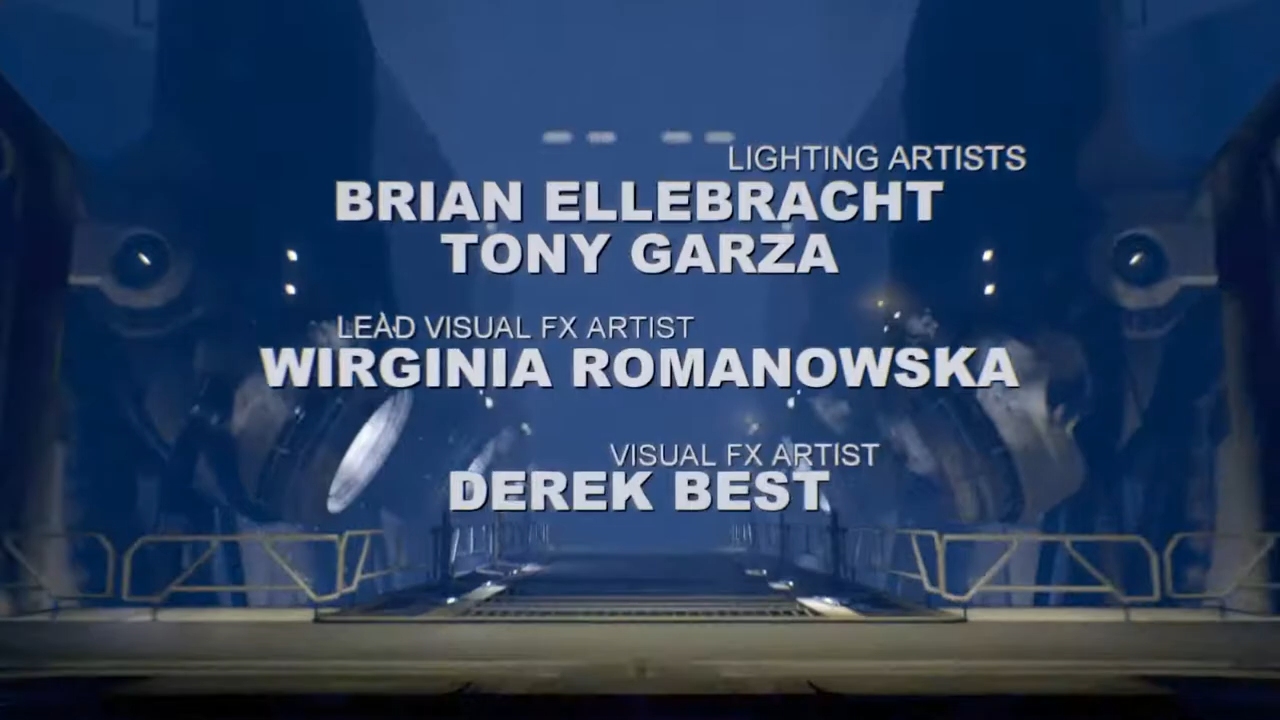 LIGHTING ARTISTS
BRIAN ELLEBRACHT
TONY GARZA
LEAD VISUAL FX ARTIST
WIRGINIA ROMANOWSKA
VISUAL FX ARTIST
DEREK BEST